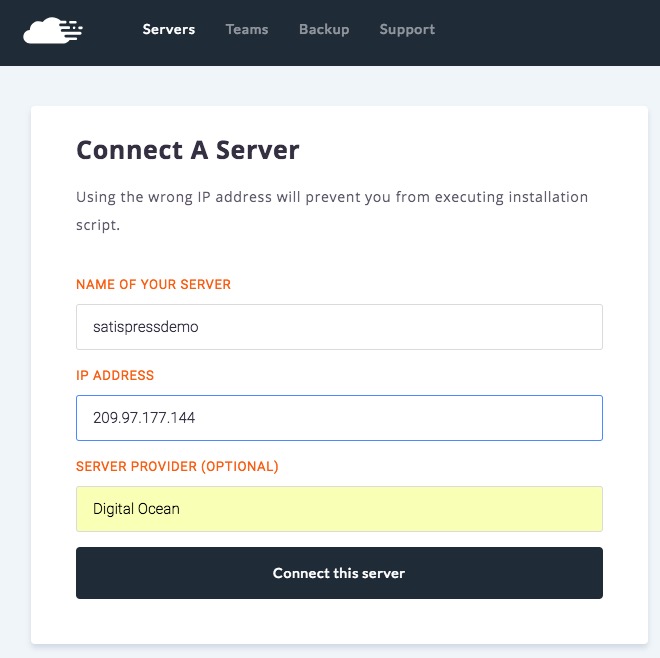 Servers Teams Backup Support
Connect A Server
Using the wrong IP address will prevent you from executing installation
script.
NAME OF YOUR SERVER
satispressdemo
IP ADDRESS
209.97.177.144
SERVER PROVIDER (OPTIONAL)
Digital Ocean
Connect this server